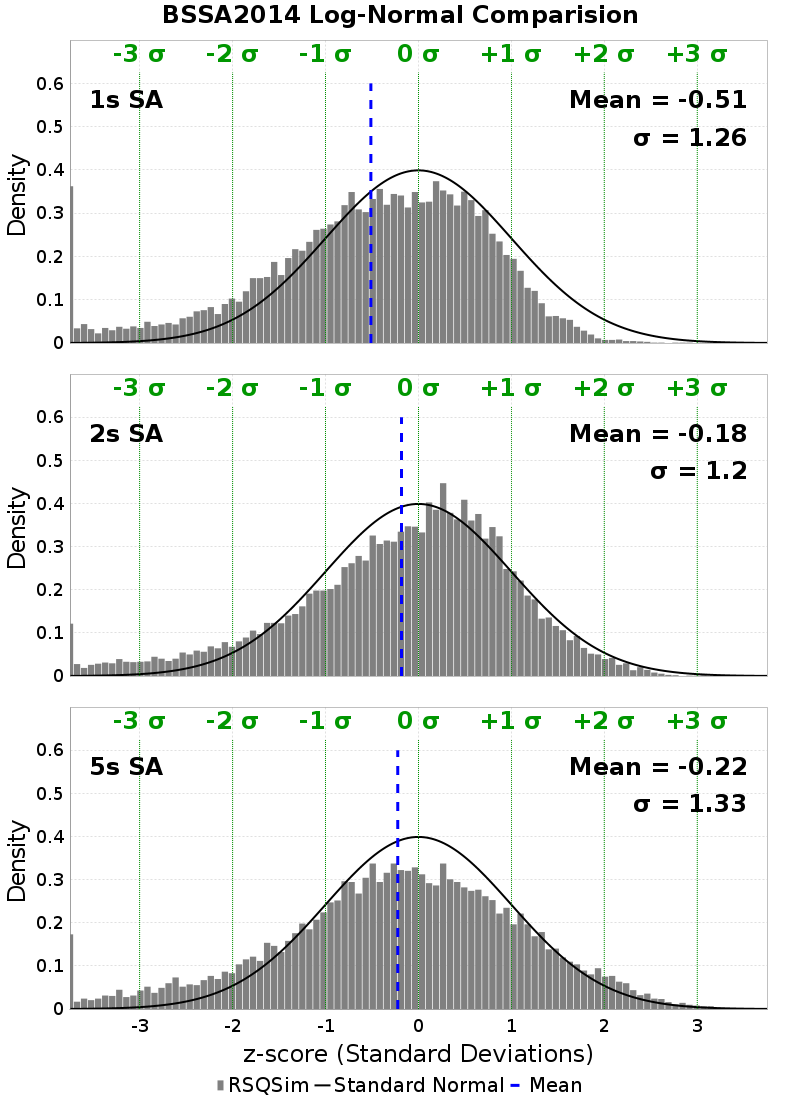 BSSA2014 Log-Normal Comparision
-3 σ -2 σ -1 σ 0 σ +1 σ +2 σ +3 σ
1s SA
Mean = -0.51
σ = 1.26
0.6
0.5
0.4
0.3
0.2
0.1
0
Density
-3 σ -2 σ -1 σ 0 σ +1 σ +2 σ +3 σ
2s SA
Mean = -0.18
σ = 1.2
0.6
0.5
0.4
0.3
0.2
0.1
0
Density
-3 σ -2 σ -1 σ 0 σ +1 σ +2 σ +3 σ
5s SA
Mean = -0.22
σ = 1.33
0.6
0.5
0.4
0.3
0.2
0.1
0
Density
-3 -2 -1 0 1 2 3
z-score (Standard Deviations)
RSQSim Standard Normal Mean